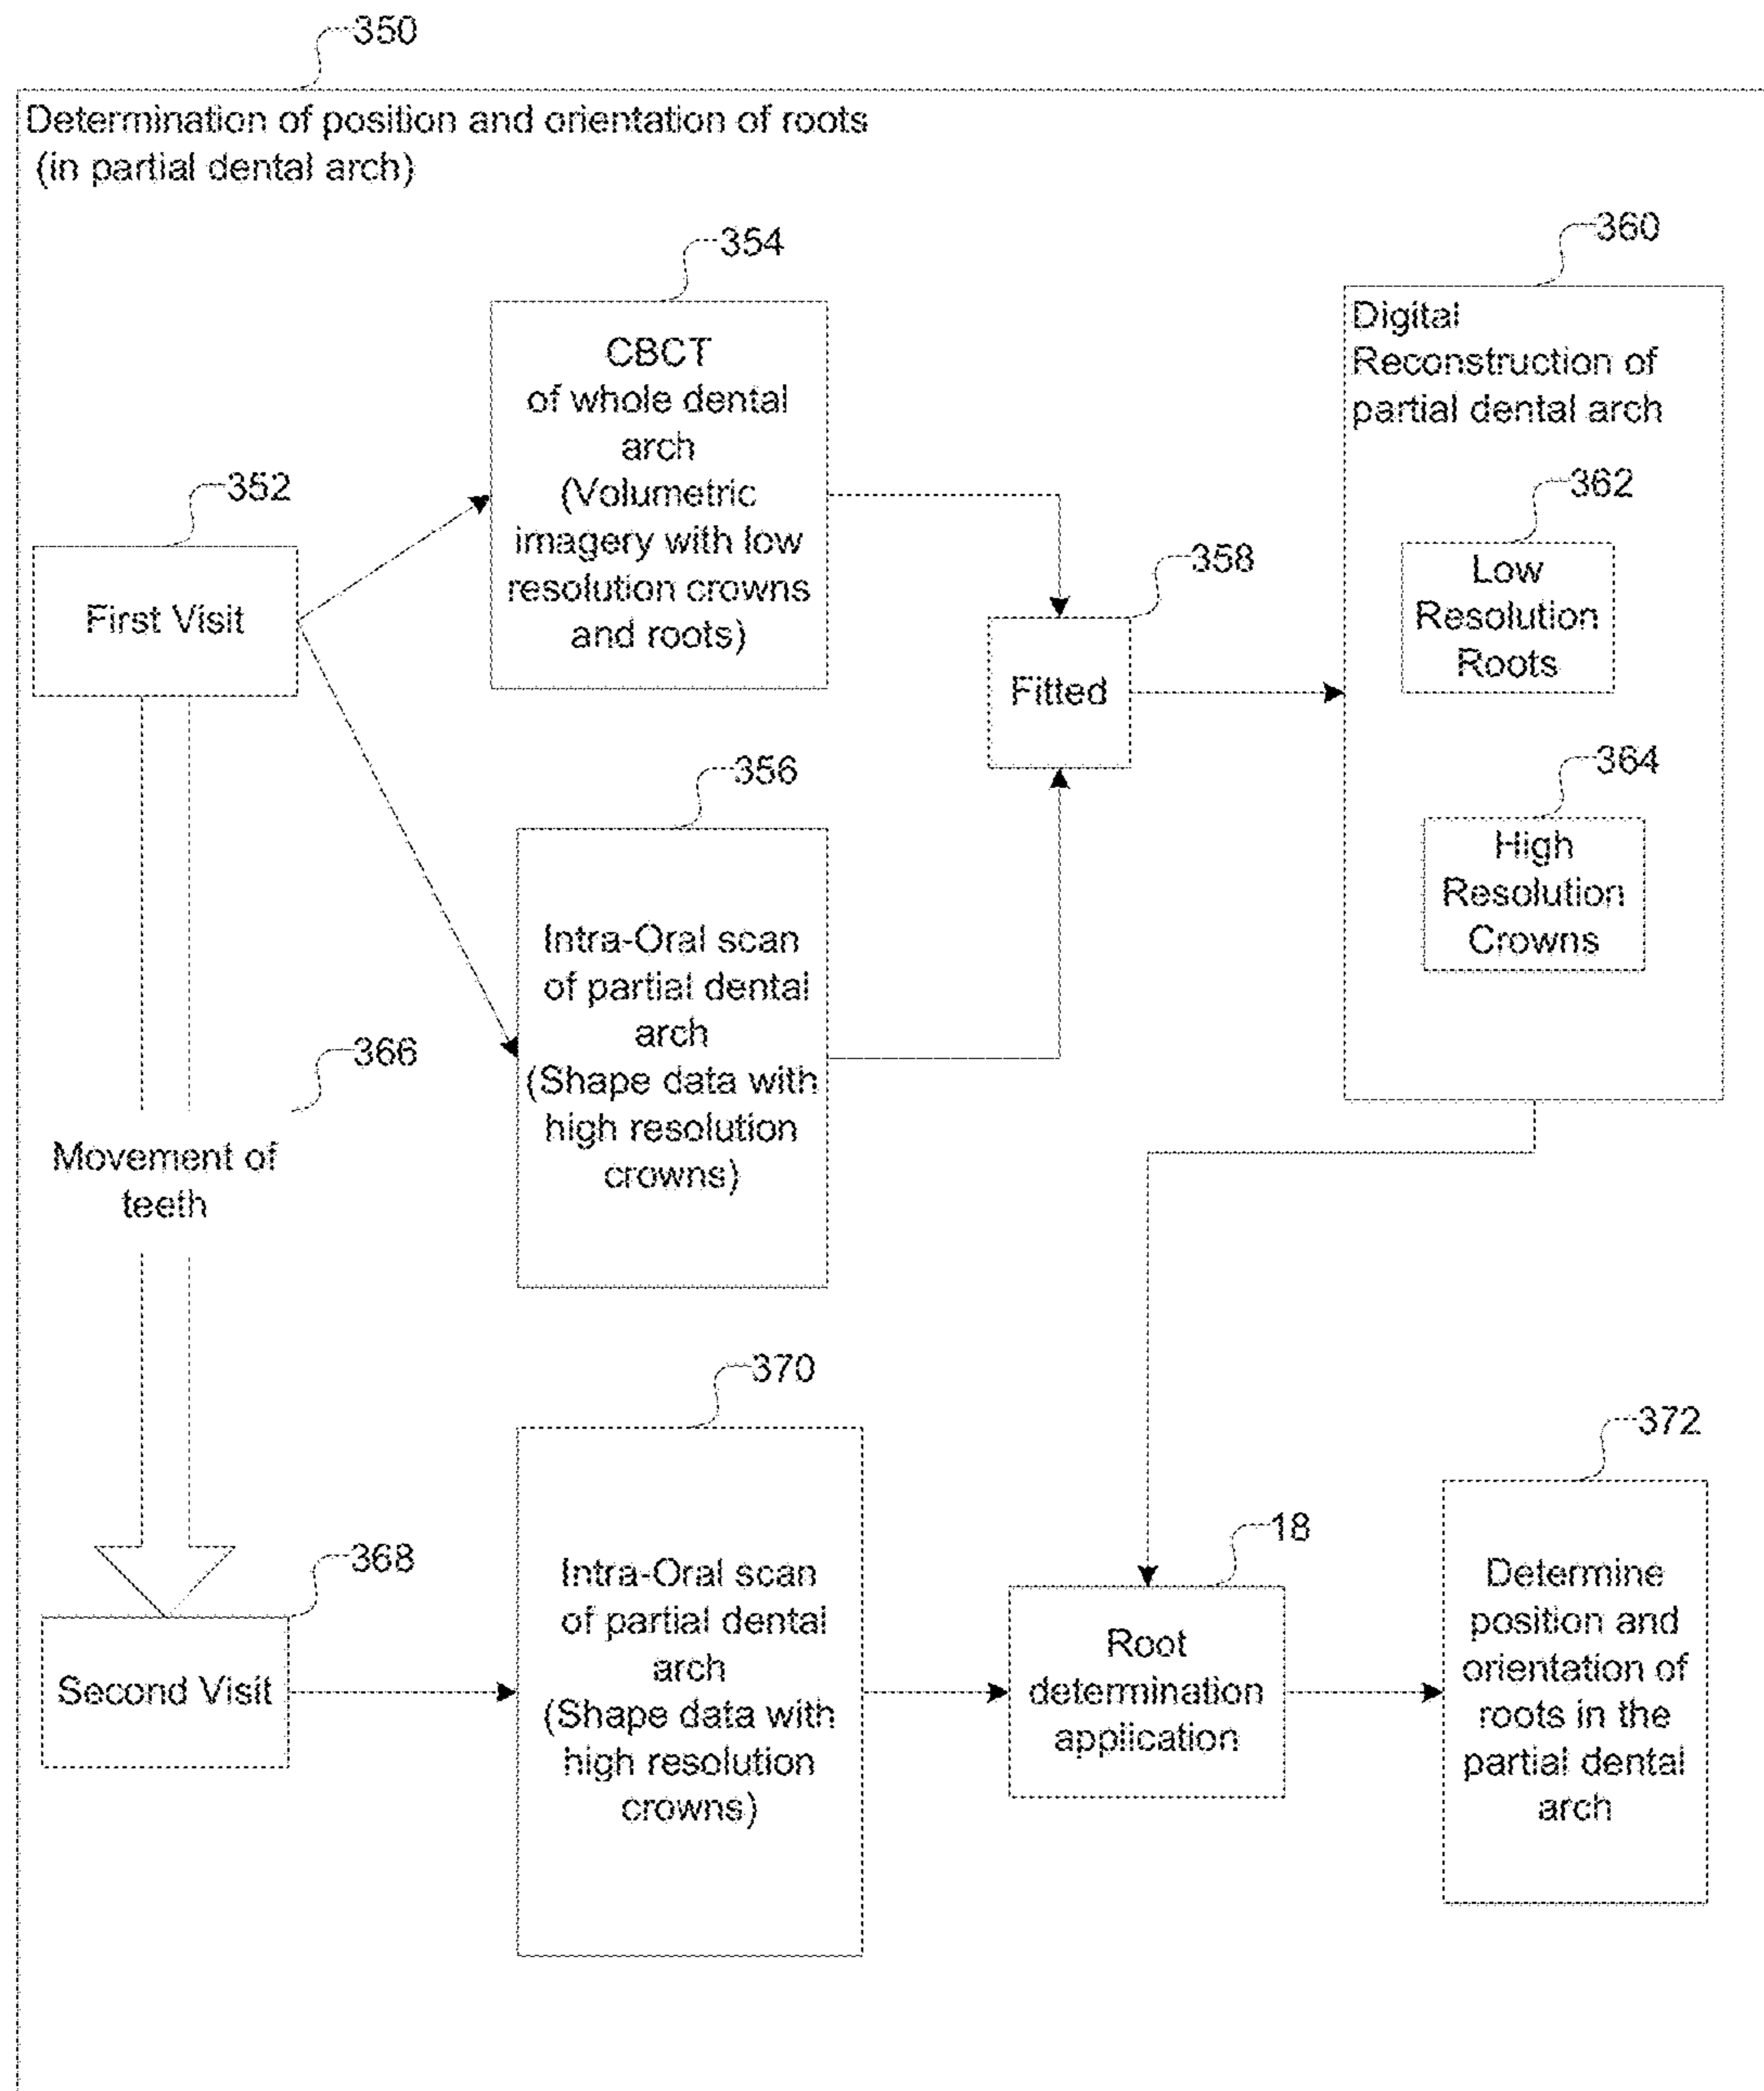 350
Determination of position and orientation of roots
(in partial dental arch)
354
CBCT
of whole dental
arch
(Volumetric
imagery with low
resolution crowns
and roots)
360
Digital
Reconstruction of
partial dental arch
362
Low
Resolution
Roots
364
High
Resolution
Crowns
352
First Visit
358
Fitted
356
Intra-Oral scan
of partial dental
arch
(Shape data with
high resolution
crowns)
366
Movement of
teeth
368
Second Visit
370
Intra-Oral scan
of partial dental
arch
(Shape data with
high resolution
crowns)
18
Root
determination
application
372
Determine
position and
orientation of
roots in the
partial dental
arch